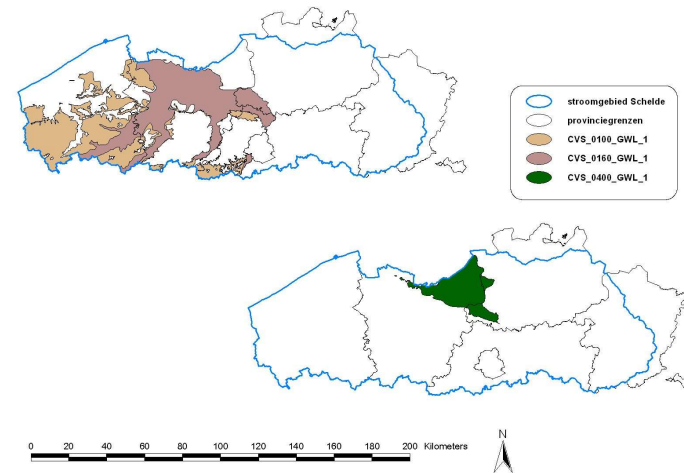 stroomgebied Schelde
provinciegrenzen
CVS_0100_GWL_1
CVS_0160_GWL_1
CVS_0400_GWL_1
0 20 40 60 80 100 120 140 160 180 200 Kilometers
N